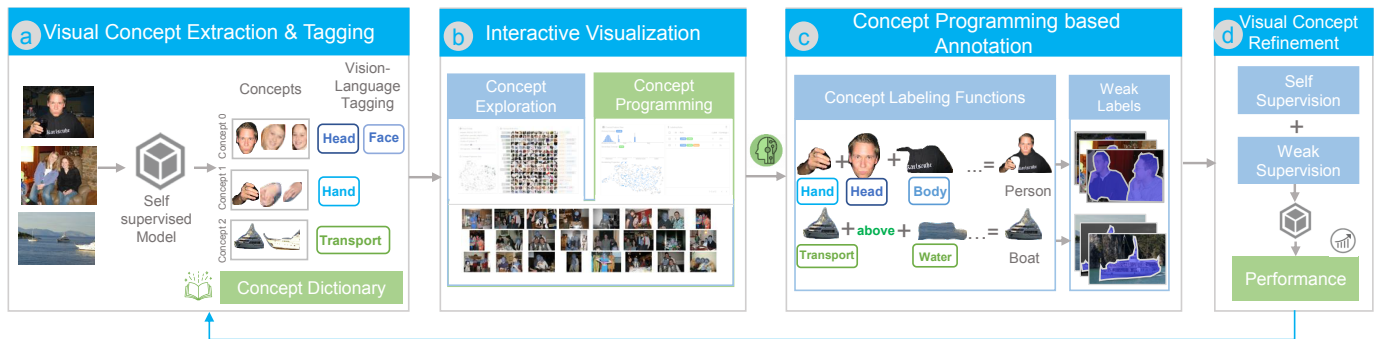 a Visual Concept Extraction & Tagging
Concepts
Vision-
Language
Tagging
Concept 0
Head Face
Concept 1
Hand
Concept 2
Transport
Self
supervised
Model
Concept Dictionary
b Interactive Visualization
Concept
Exploration
Concept
Programming
c Concept Programming based
Annotation
Concept Labeling Functions
+ + ...=
Hand Head Body Person
+ above + ...=
Transport Water Boat
Weak
Labels
d Visual Concept
Refinement
Self
Supervision
+
Weak
Supervision
Performance